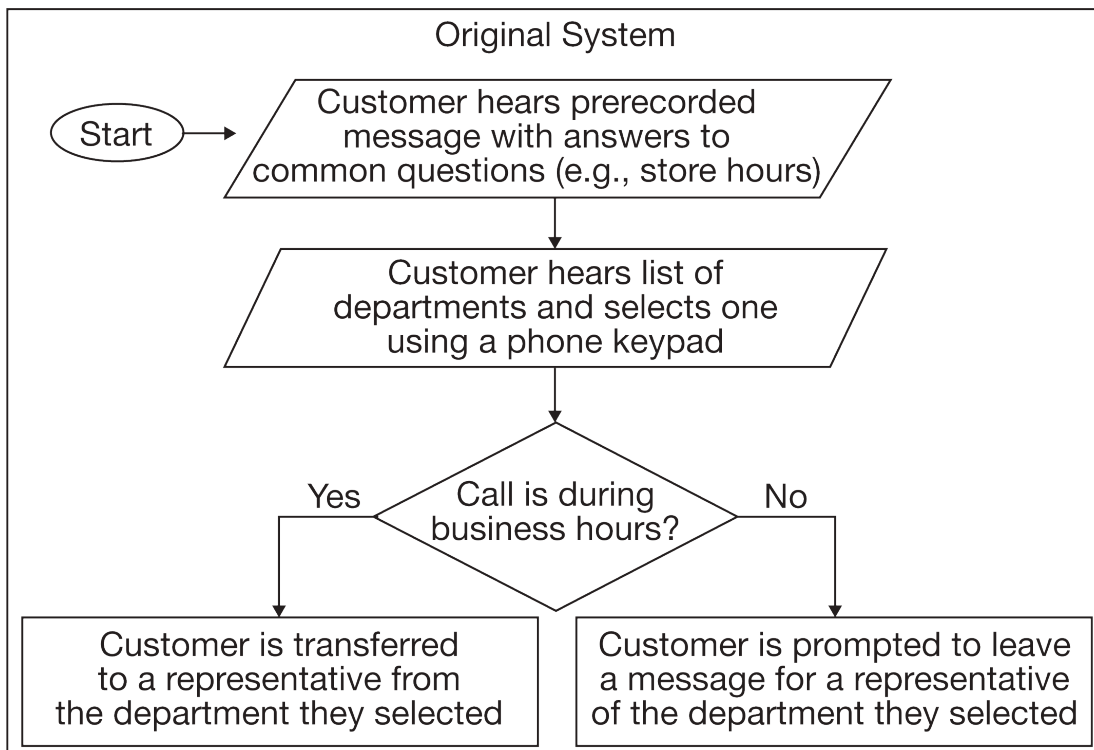 Original System
Start
Customer hears prerecorded
message with answers to
common questions (e.g., store hours)
Customer hears list of
departments and selects one
using a phone keypad
Call is during
business hours?
Yes
No
Customer is transferred
to a representative from
the department they selected
Customer is prompted to leave
a message for a representative
of the department they selected